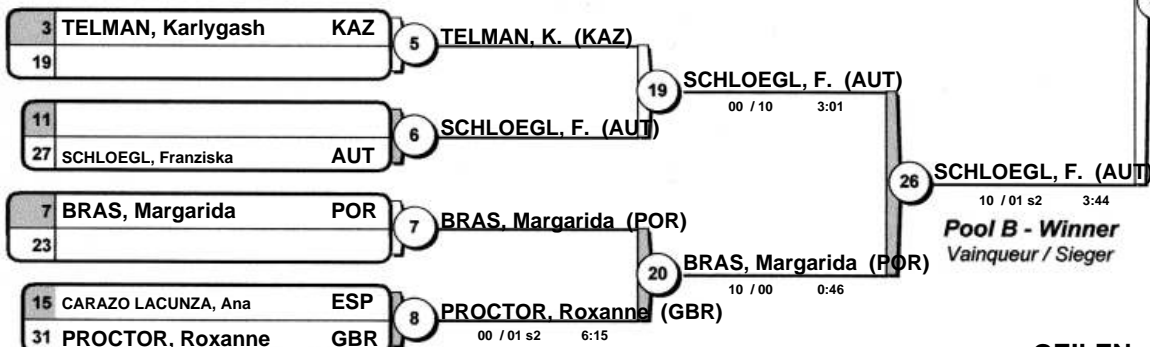 3 TELMAN, Karlygash KAZ
19
5 TELMAN, K. (KAZ)
11
27 SCHLOEGL, Franziska AUT
6 SCHLOEGL, F. (AUT)
19 SCHLOEGL, F. (AUT)
00 / 10 3:01
7 BRAS, Margarida POR
23
7 BRAS, Margarida (POR)
15 CARAZO LACUNZA, Ana ESP
31 PROCTOR, Roxanne GBR
8 PROCTOR, Roxanne (GBR)
00 / 01 s2 6:15
20 BRAS, Margarida (POR)
10 / 00 0:46
26 SCHLOEGL, F. (AUT)
10 / 01 s2 3:44
Pool B - Winner
Vainqueur / Sieger